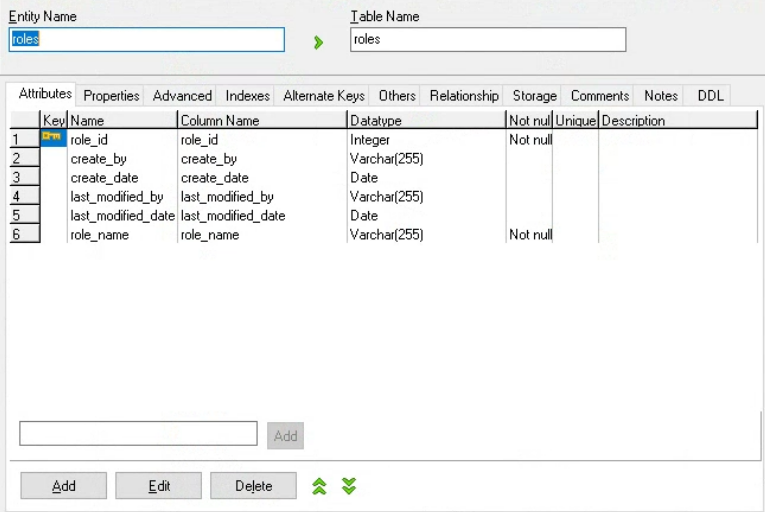 Entity Name Table Name
roles roles
Attributes Properties Advanced Indexes Alternate Keys Others Relationship Storage Comments Notes DDL
Key Name Column Name Datatype Not nul Unique Description
1 role_id role_id Integer Not null
2 create_by create_by Varchar(255)
3 create_date create_date Date
4 last_modified_by last_modified_by Varchar(255)
5 last_modified_date last_modified_date Date
6 role_name role_name Varchar(255) Not null
Add
Add Edit Delete